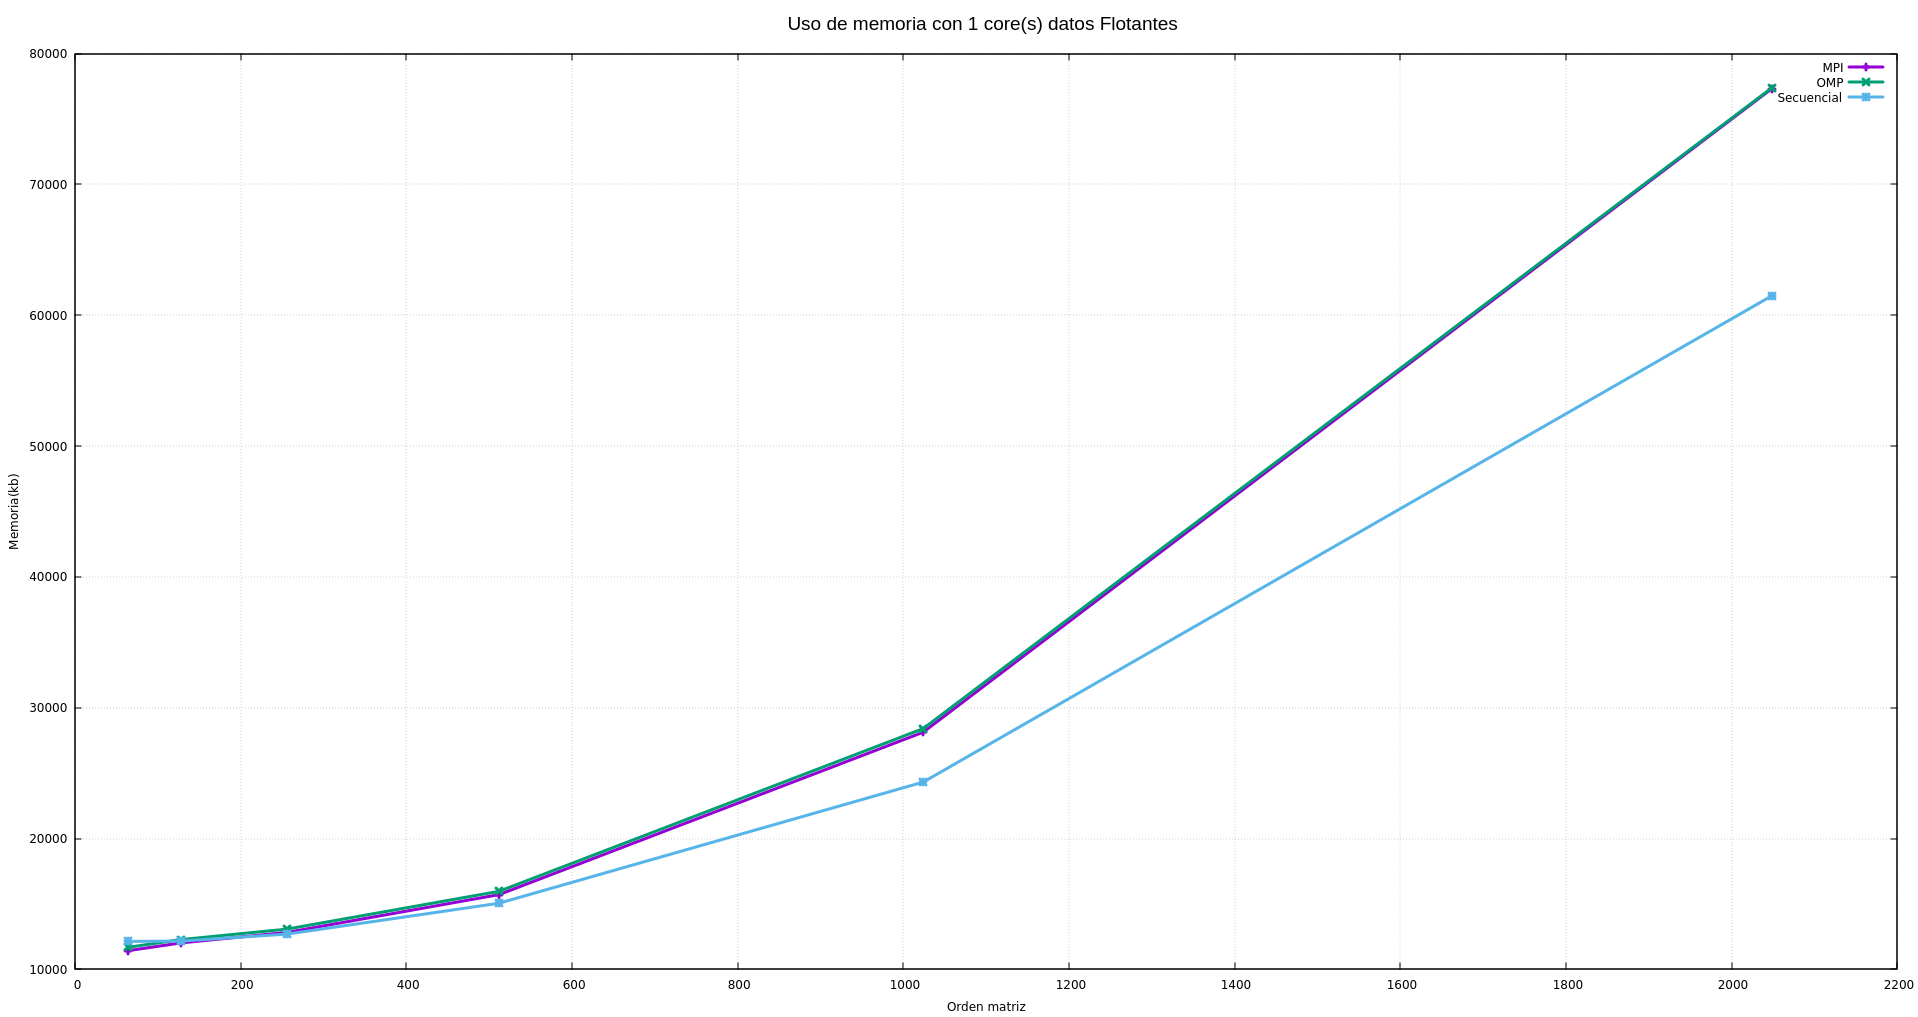 Uso de memoria con 1 core(s) datos Flotantes
80000
70000
60000
50000
40000
30000
20000
10000
Memoria(kb)
MPI
OMP
Secuencial
0 200 400 600 800 1000 1200 1400 1600 1800 2000 2200
Orden matriz